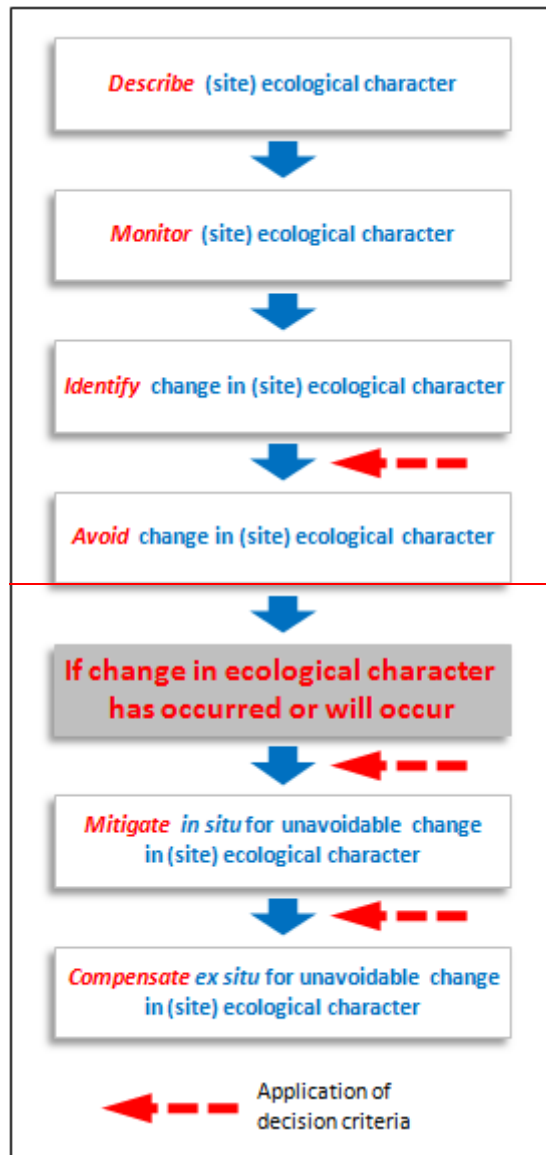 Describe (site) ecological character
Monitor (site) ecological character
Identify change in (site) ecological character
Avoid change in (site) ecological character
If change in ecological character
has occurred or will occur
Mitigate in situ for unavoidable change
in (site) ecological character
Compensate ex situ for unavoidable change
in (site) ecological character
Application of
decision criteria